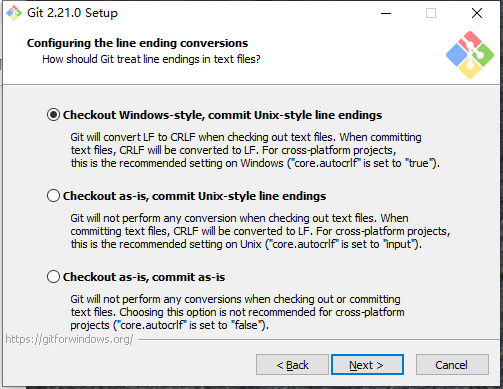 Git 2.21.0 Setup
Configuring the line ending conversions
How should Git treat line endings in text files?
Checkout Windows-style, commit Unix-style line endings
Git will convert LF to CRLF when checking out text files. When committing
text files, CRLF will be converted to LF. For cross-platform projects,
this is the recommended setting on Windows ("core.autocrlf" is set to "true").
Checkout as-is, commit Unix-style line endings
Git will not perform any conversion when checking out text files. When
committing text files, CRLF will be converted to LF. For cross-platform projects,
this is the recommended setting on Unix ("core.autocrlf" is set to "input").
Checkout as-is, commit as-is
Git will not perform any conversions when checking out or committing
text files. Choosing this option is not recommended for cross-platform
projects ("core.autocrlf" is set to "false").
https://gitforwindows.org/
< Back Next > Cancel